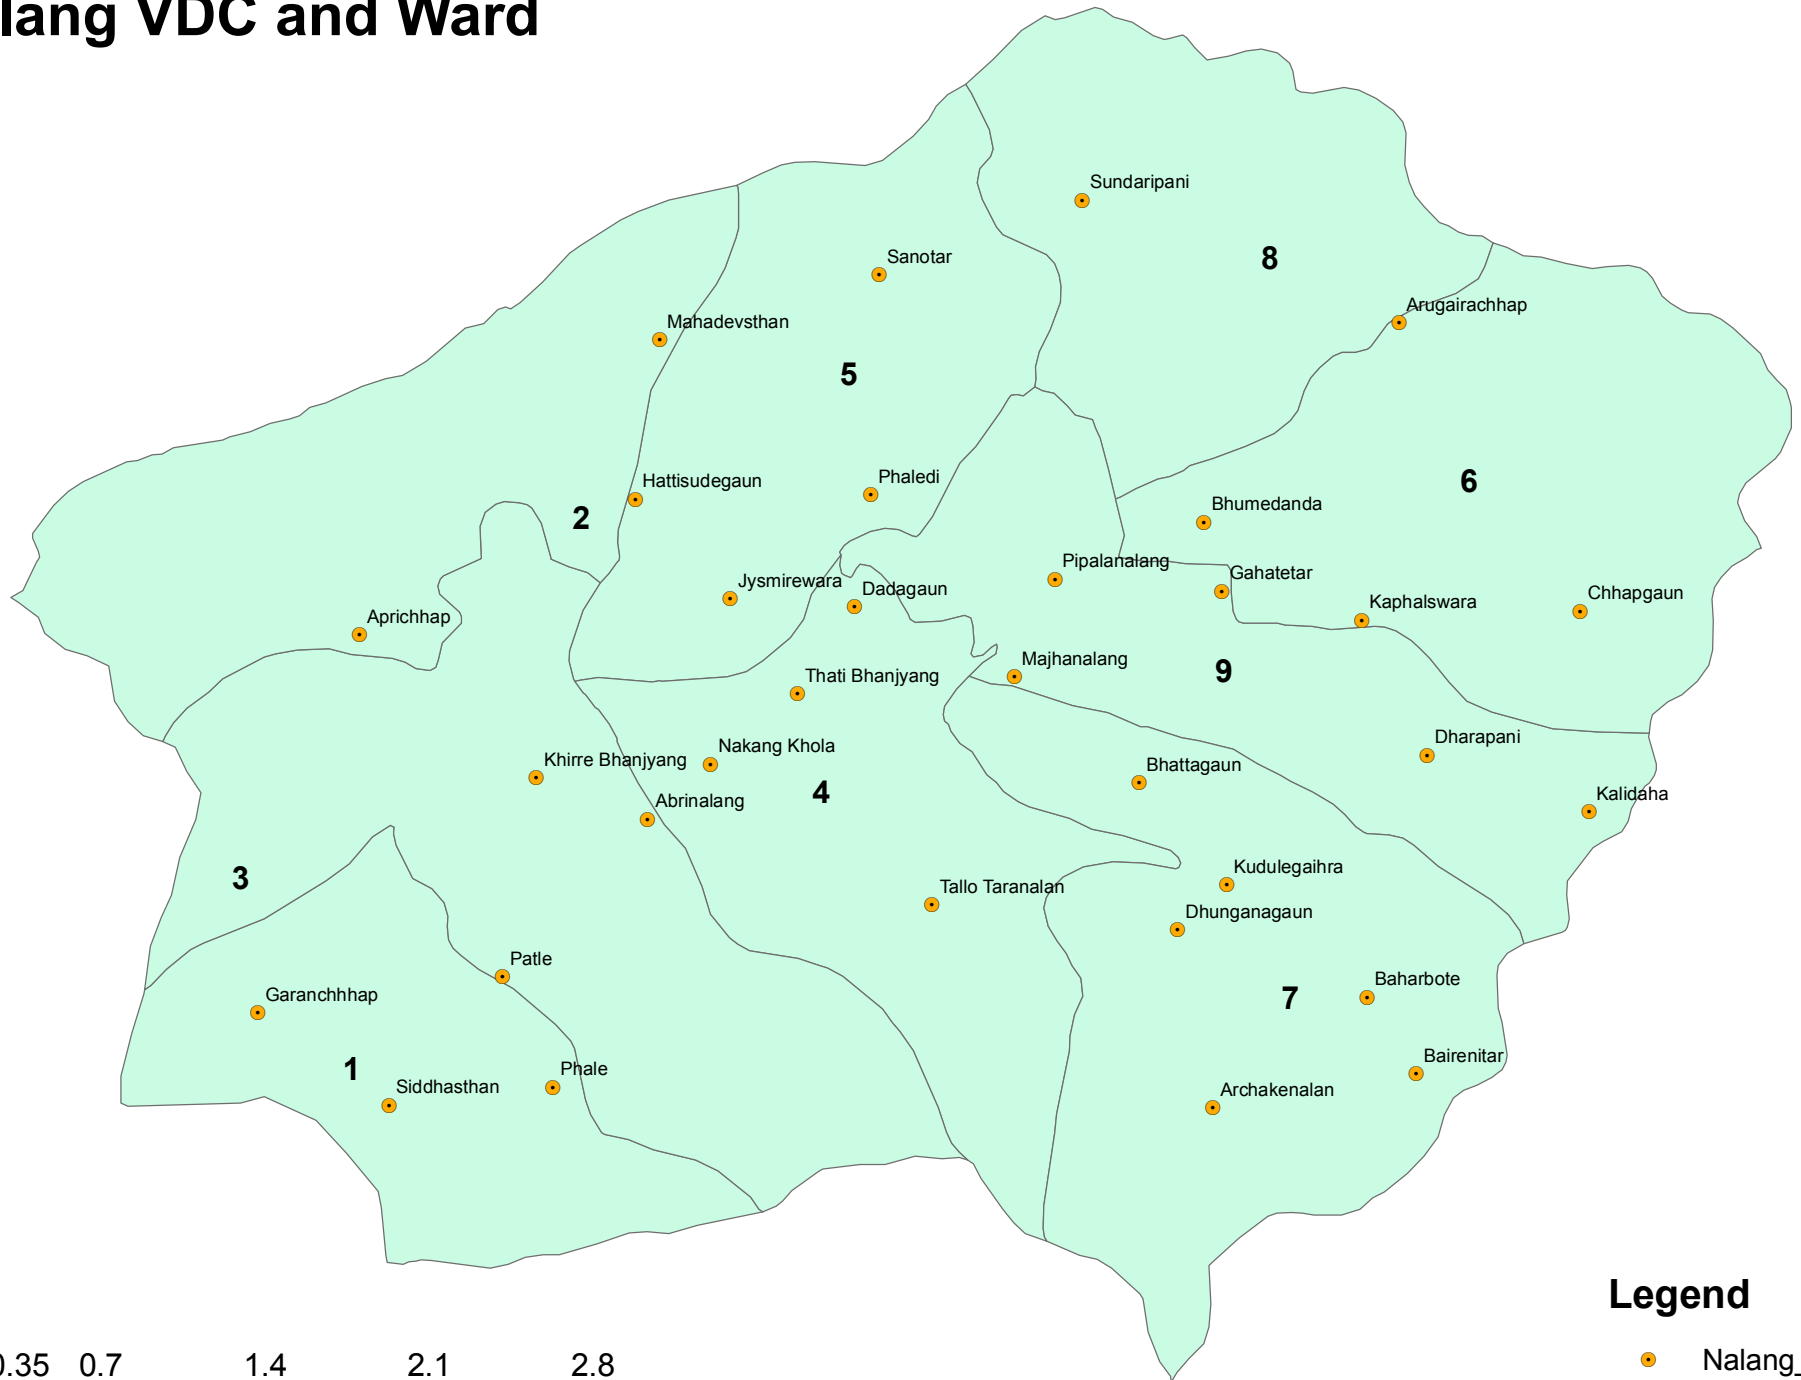 lang VDC and Ward
Sundaripani
Sanotar
8
Arugairachhap
Mahadevsthan
5
Phaledi
Hattisudegaun
6
Bhumedanda
2
Pipalanalang
Gahatetar
Jysmirewara
Dadagaun
Chhapgaun
Kaphalswara
Aprichhap
Majhanalang
9
Thati Bhanjyang
Dharapani
Nakang Khola
Khirre Bhanjyang
Bhattagaun
4
Abrinalang
Kalidaha
Kudulegaihra
3
Tallo Taranalan
Dhunganagaun
Patle
Baharbote
Garanchhhap
7
Bairenitar
1
Phale
Siddhasthan
Archakenalan
Legend
Nalang_
0.35 0.7 1.4 2.1 2.8